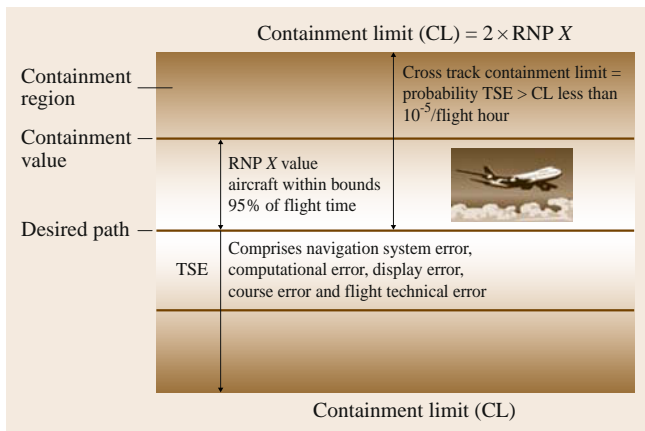 Containment limit (CL) = 2 × RNP X
Containment
region
Cross track containment limit =
probability TSE > CL less than
10⁻⁵/flight hour
Containment
value
RNP X value
aircraft within bounds
95% of flight time
Desired path
TSE
Comprises navigation system error,
computational error, display error,
course error and flight technical error
Containment limit (CL)